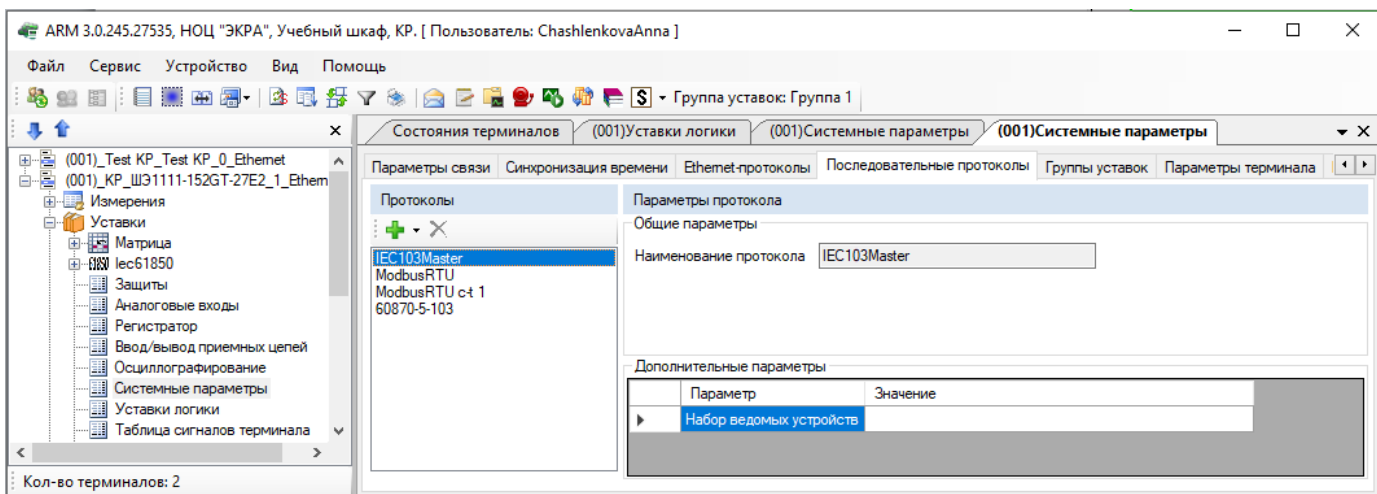 ARM 3.0.245.27535, НОЦ "ЭКРА", Учебный шкаф, КР. [ Пользователь: ChashlenkovaAnna ]
Файл Сервис Устройство Вид Помощь
S Группа уставок: Группа 1
Состояния терминалов (001)Уставки логики (001)Системные параметры (001)Системные параметры
(001)_Test KP_Test KP_0_Ethernet
(001)_KP_ШЭ1111-152GT-27E2_1_Ethern
Измерения
Уставки
Матрица
Iec61850
Защиты
Аналоговые входы
Регистратор
Ввод/вывод приемных цепей
Осциллографирование
Системные параметры
Уставки логики
Таблица сигналов терминала
Кол-во терминалов: 2
Параметры связи Синхронизация времени Ethernet-протоколы Последовательные протоколы Группы уставок Параметры терминала
Протоколы
IEC103Master
ModbusRTU
ModbusRTU c-t 1
60870-5-103
Параметры протокола
Общие параметры
Наименование протокола IEC103Master
Дополнительные параметры
Параметр Значение
Набор ведомых устройств